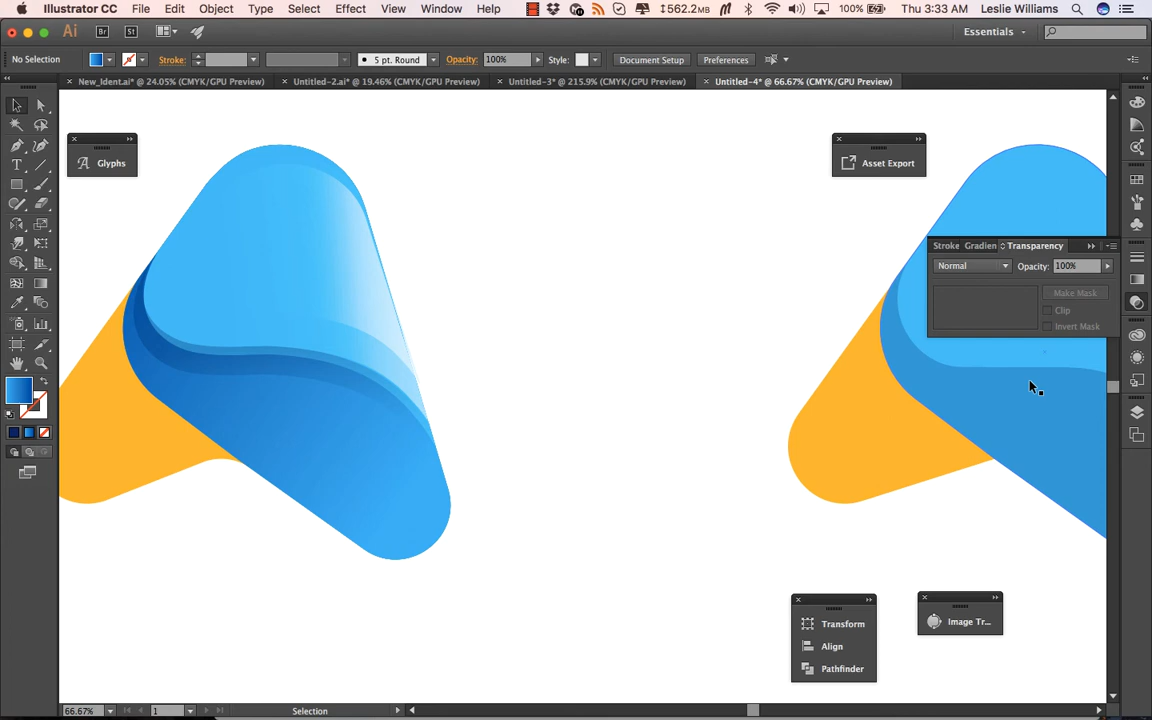 Illustrator CC File Edit Object Type Select Effect View Window Help 562.2MB 100% Thu 3:33 AM Leslie Williams
Ai Br St Essentials
No Selection Stroke: 5 pt. Round Opacity: 100% Style: Document Setup Preferences
× New_Ident.ai* @ 24.05% (CMYK/GPU Preview) × Untitled-2.ai* @ 19.46% (CMYK/GPU Preview) × Untitled-3* @ 215.9% (CMYK/GPU Preview) × Untitled-4* @ 66.67% (CMYK/GPU Preview)
Glyphs
Asset Export
Stroke Gradien Transparency
Normal Opacity: 100%
Make Mask
Clip
Invert Mask
Transform
Align
Pathfinder
Image Tr...
66.67% 1 Selection